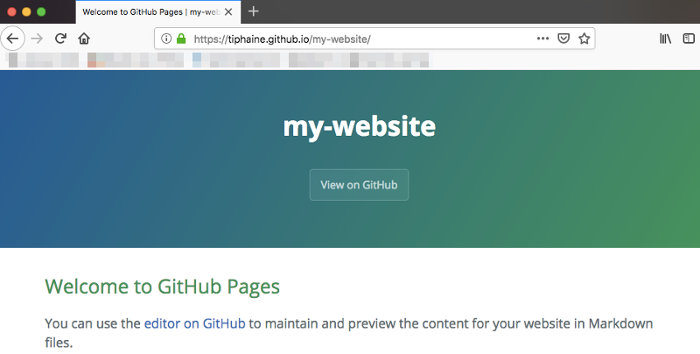 Welcome to GitHub Pages | my-web
https://tiphaine.github.io/my-website/
my-website
View on GitHub
Welcome to GitHub Pages
You can use the editor on GitHub to maintain and preview the content for your website in Markdown
files.